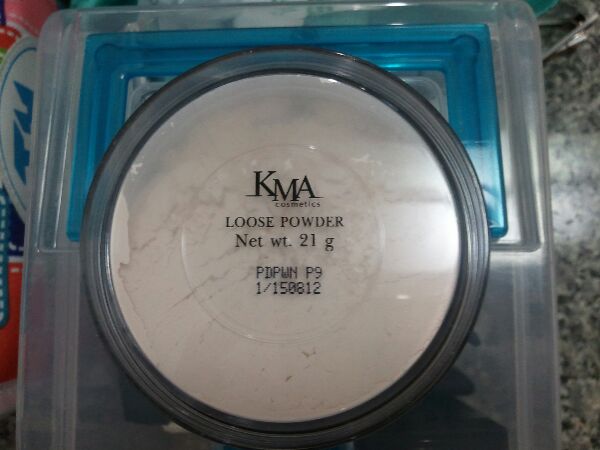 KMA
cosmetics
LOOSE POWDER
Net wt. 21 g
PDPWN P9
1/150812